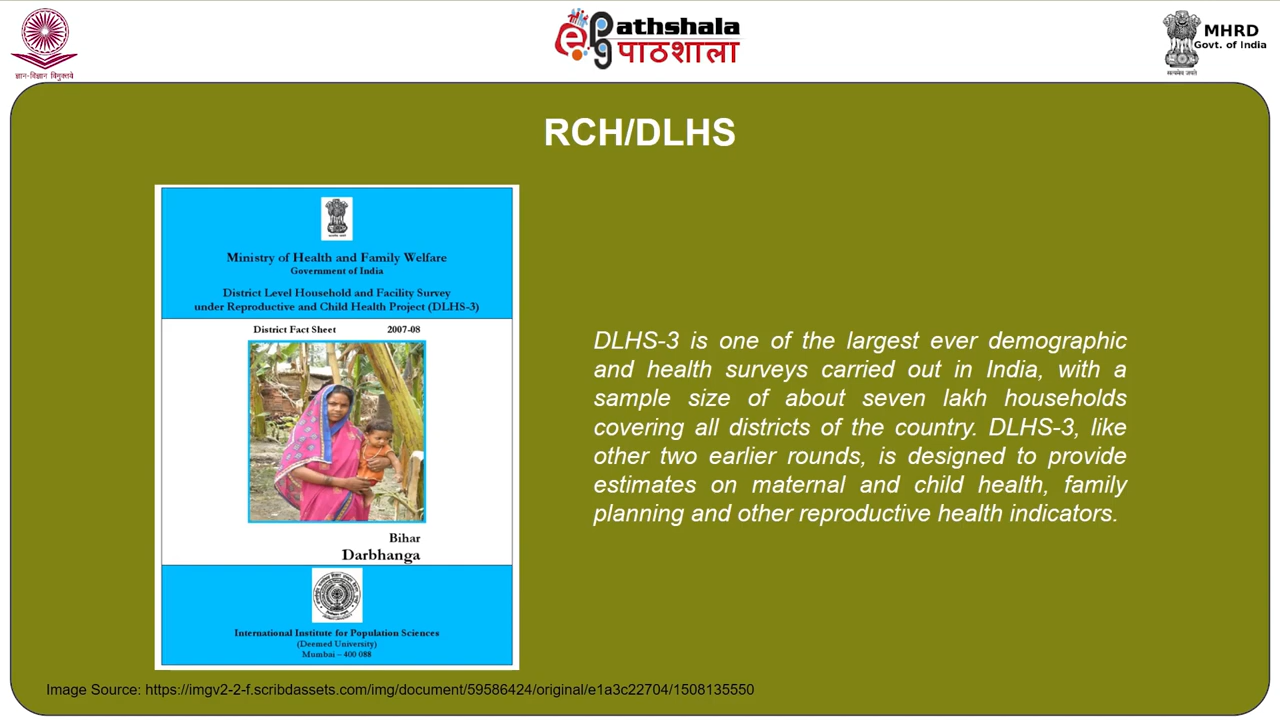 ज्ञान-विज्ञान विमुक्तये
ePg Pathshala
पाठशाला
सत्यमेव जयते
MHRD
Govt. of India
RCH/DLHS
Ministry of Health and Family Welfare
Government of India
District Level Household and Facility Survey
under Reproductive and Child Health Project (DLHS-3)
District Fact Sheet 2007-08
Bihar
Darbhanga
International Institute for Population Sciences
(Deemed University)
Mumbai – 400 088
DLHS-3 is one of the largest ever demographic
and health surveys carried out in India, with a
sample size of about seven lakh households
covering all districts of the country. DLHS-3, like
other two earlier rounds, is designed to provide
estimates on maternal and child health, family
planning and other reproductive health indicators.
Image Source: https://imgv2-2-f.scribdassets.com/img/document/59586424/original/e1a3c22704/1508135550